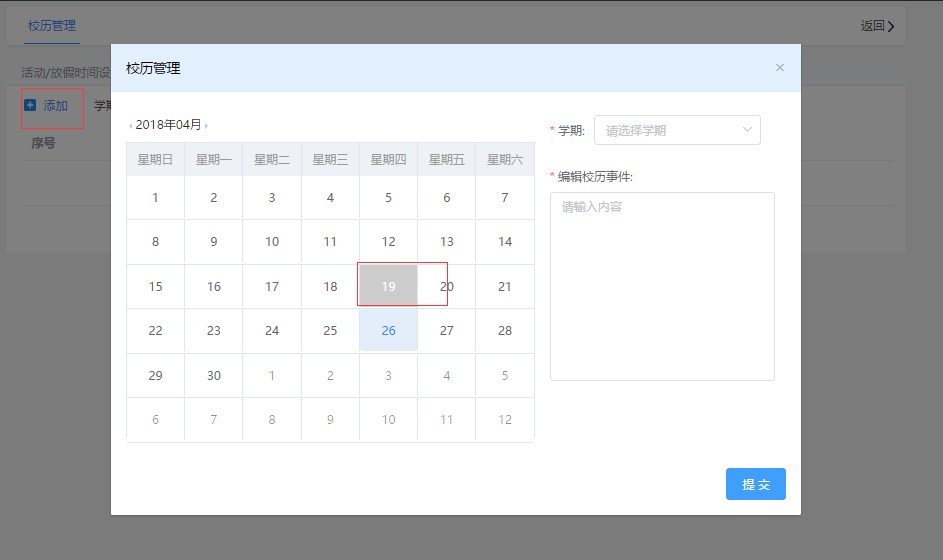 校历管理
返回
活动/放假时间设
添加 学期
序号
校历管理
×
2018年04月
星期日 星期一 星期二 星期三 星期四 星期五 星期六
1 2 3 4 5 6 7
8 9 10 11 12 13 14
15 16 17 18 19 20 21
22 23 24 25 26 27 28
29 30 1 2 3 4 5
6 7 8 9 10 11 12
* 学期: 请选择学期
* 编辑校历事件:
请输入内容
提交